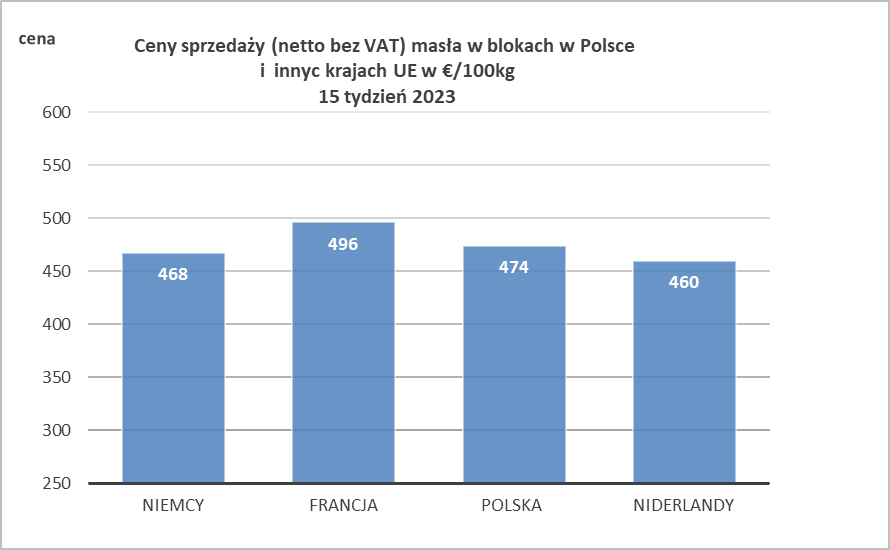 cena
Ceny sprzedaży (netto bez VAT) masła w blokach w Polsce
i innyc krajach UE w €/100kg
15 tydzień 2023
600
550
500
450
400
350
300
250
468
496
474
460
NIEMCY
FRANCJA
POLSKA
NIDERLANDY